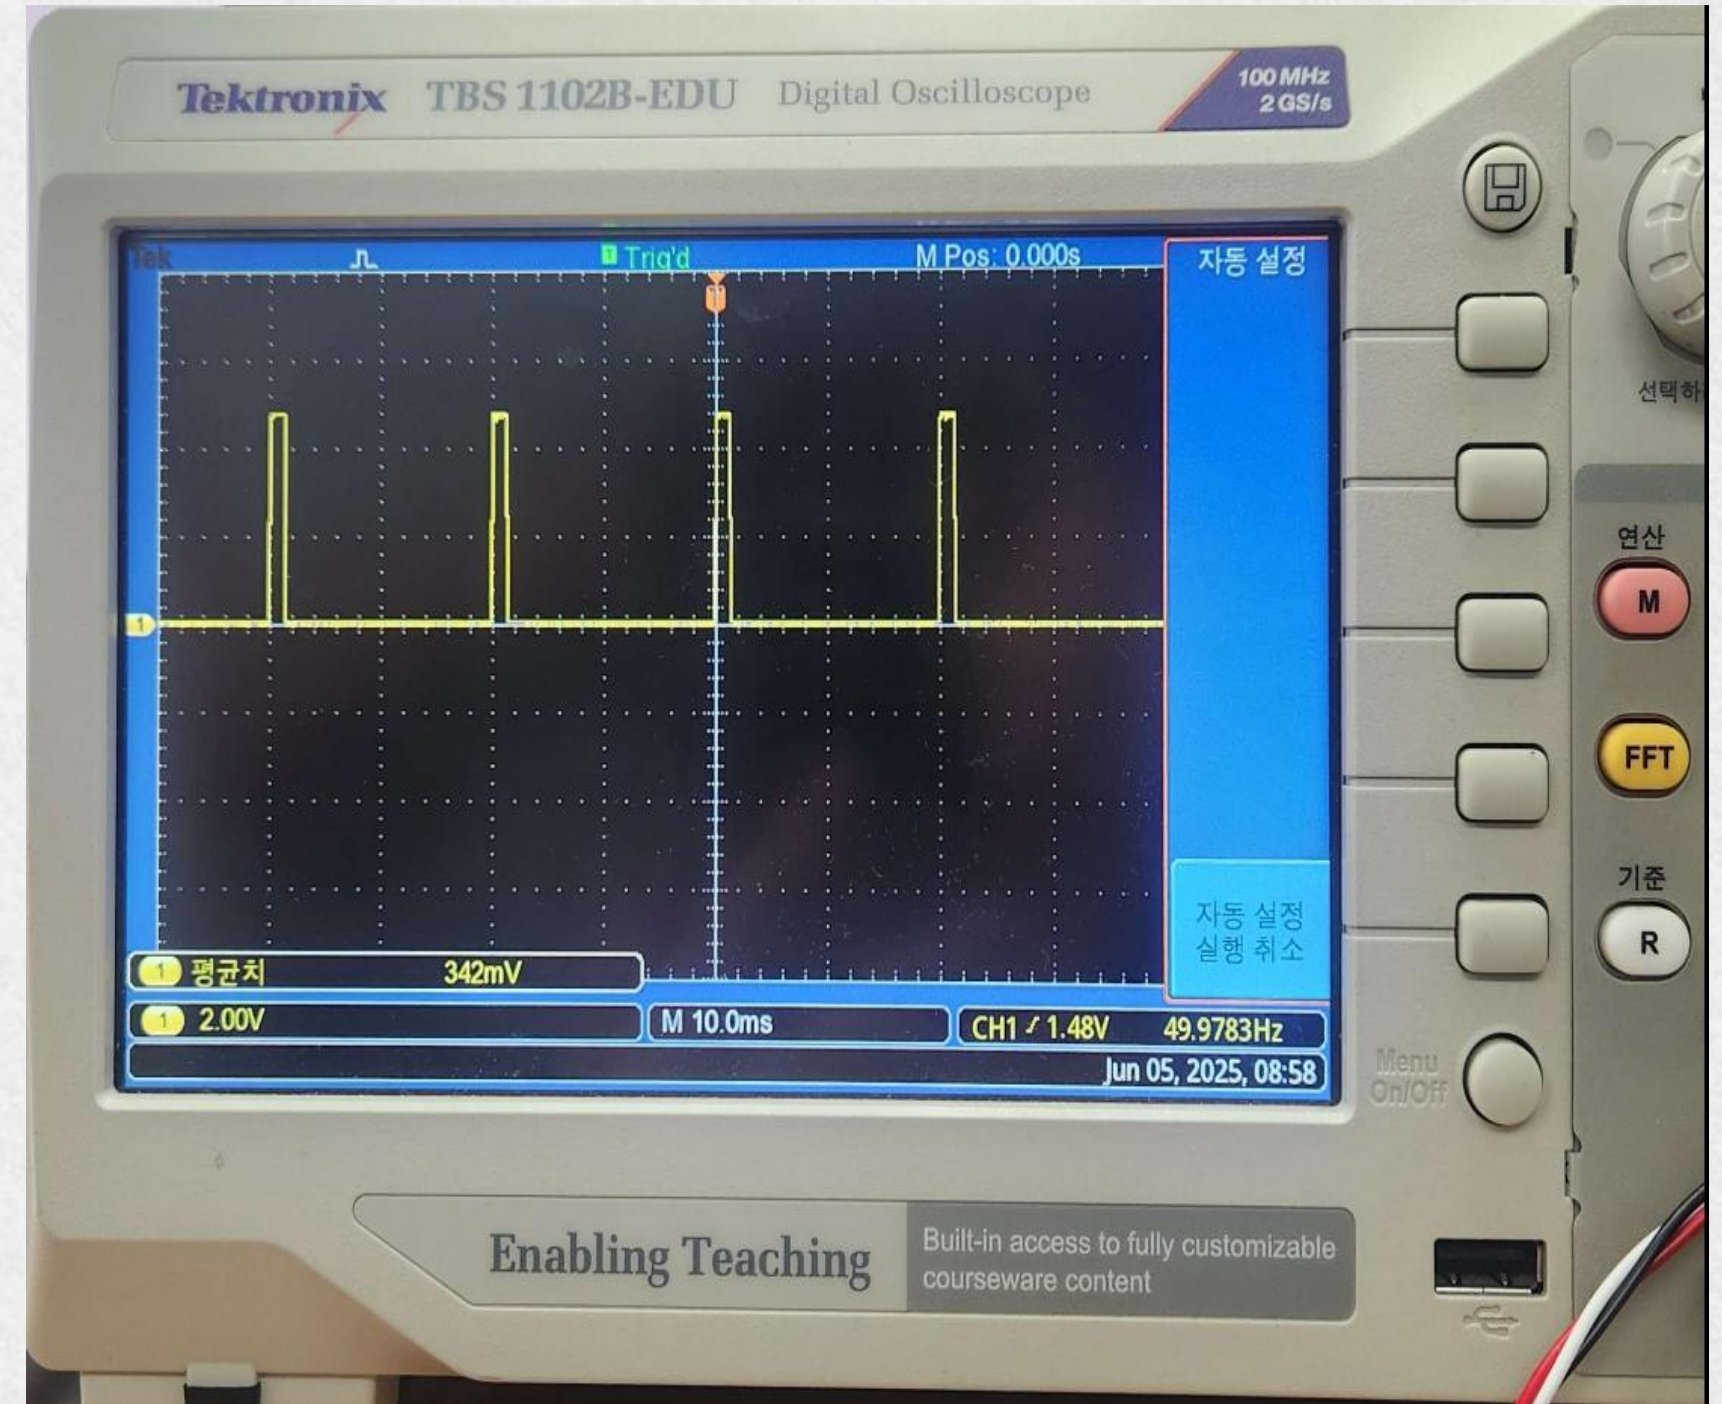 Tektronix TBS 1102B-EDU Digital Oscilloscope
100 MHz
2 GS/s
Tek Trig'd M Pos: 0.000s
자동 설정
T
선택하
1
연산
M
FFT
기준
R
자동 설정
실행 취소
1 평균치 342mV
1 2.00V M 10.0ms CH1 1.48V 49.9783Hz
Jun 05, 2025, 08:58
Menu
On/Off
Enabling Teaching
Built-in access to fully customizable
courseware content